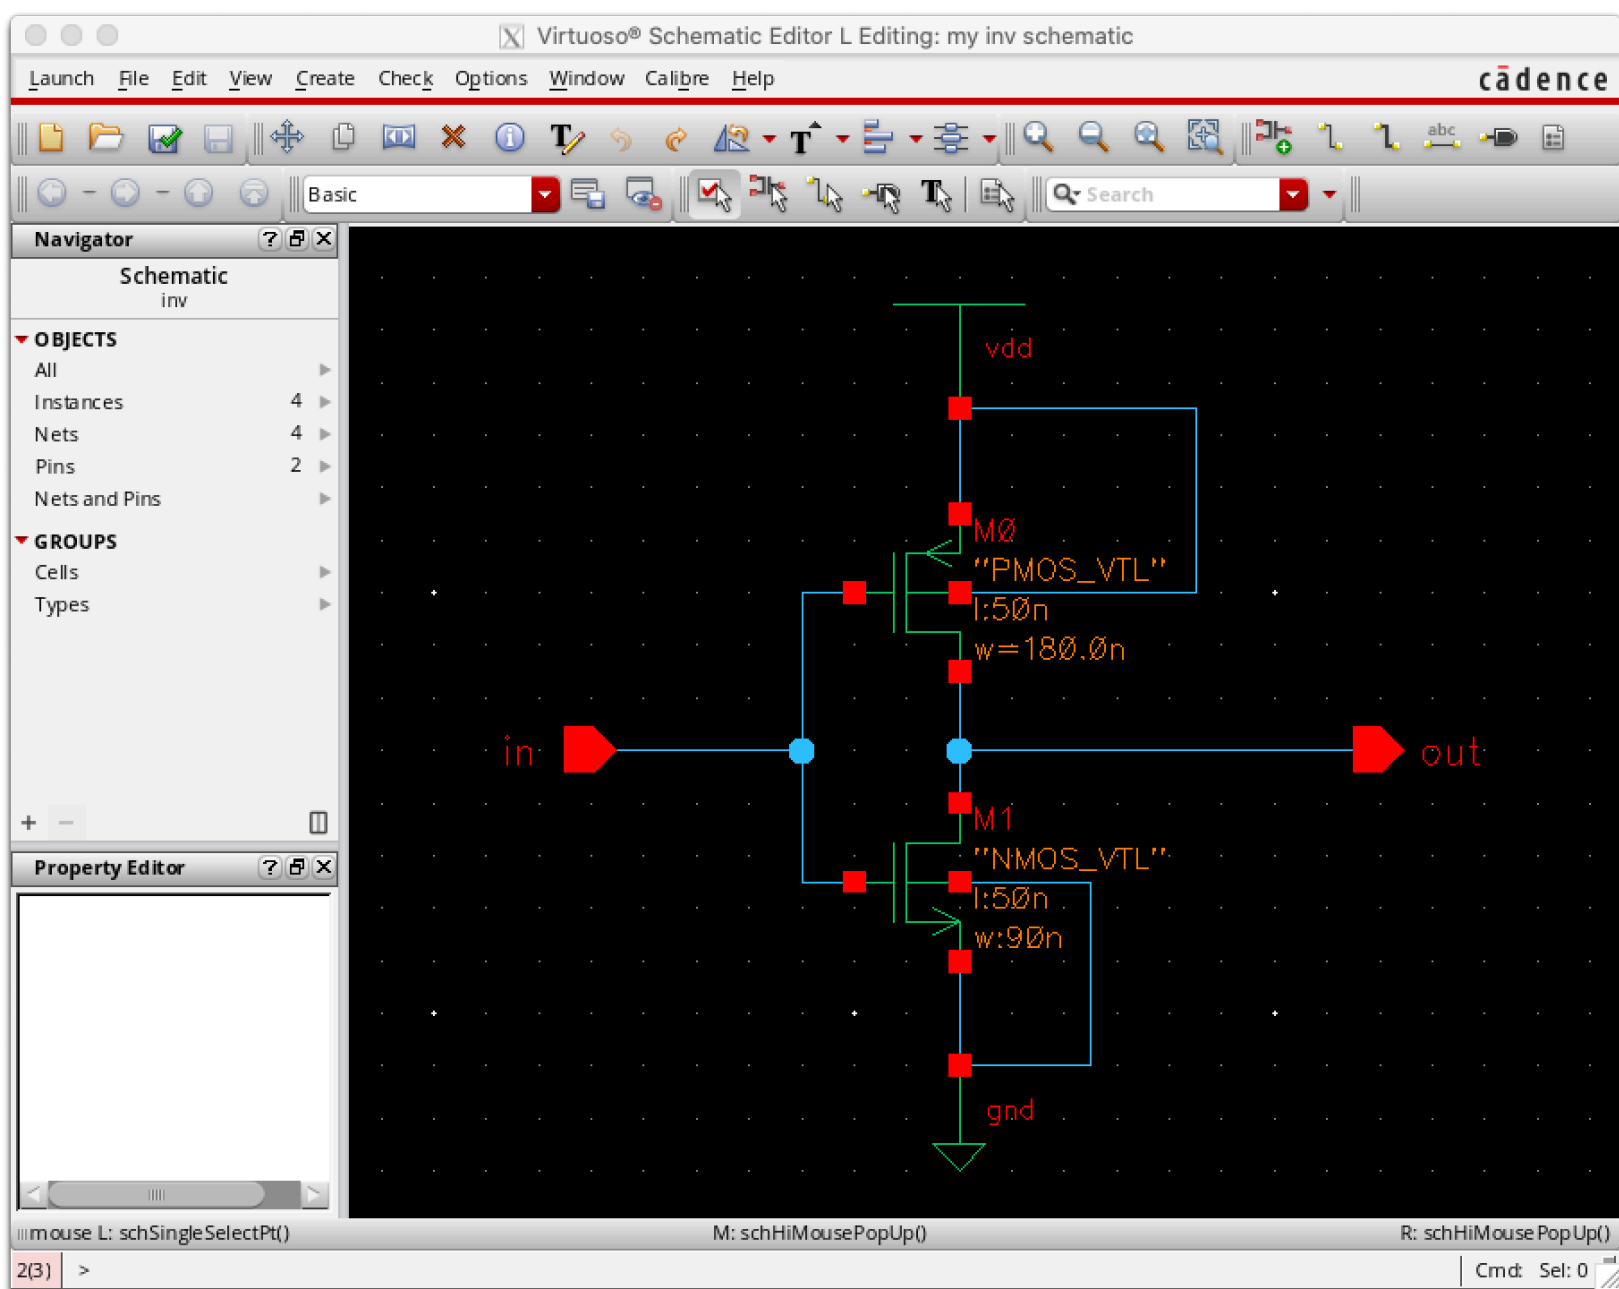 Virtuoso® Schematic Editor L Editing: my inv schematic
Launch File Edit View Create Check Options Window Calibre Help
cādence
abc
Basic
Search
Navigator
Schematic
inv
OBJECTS
All
Instances 4
Nets 4
Pins 2
Nets and Pins
GROUPS
Cells
Types
Property Editor
vdd
M0
"PMOS_VTL"
l:50n
w=180.0n
in
out
M1
"NMOS_VTL"
l:50n
w:90n
gnd
mouse L: schSingleSelectPt()
M: schHiMousePopUp()
R: schHiMousePopUp()
2(3) >
Cmd: Sel: 0